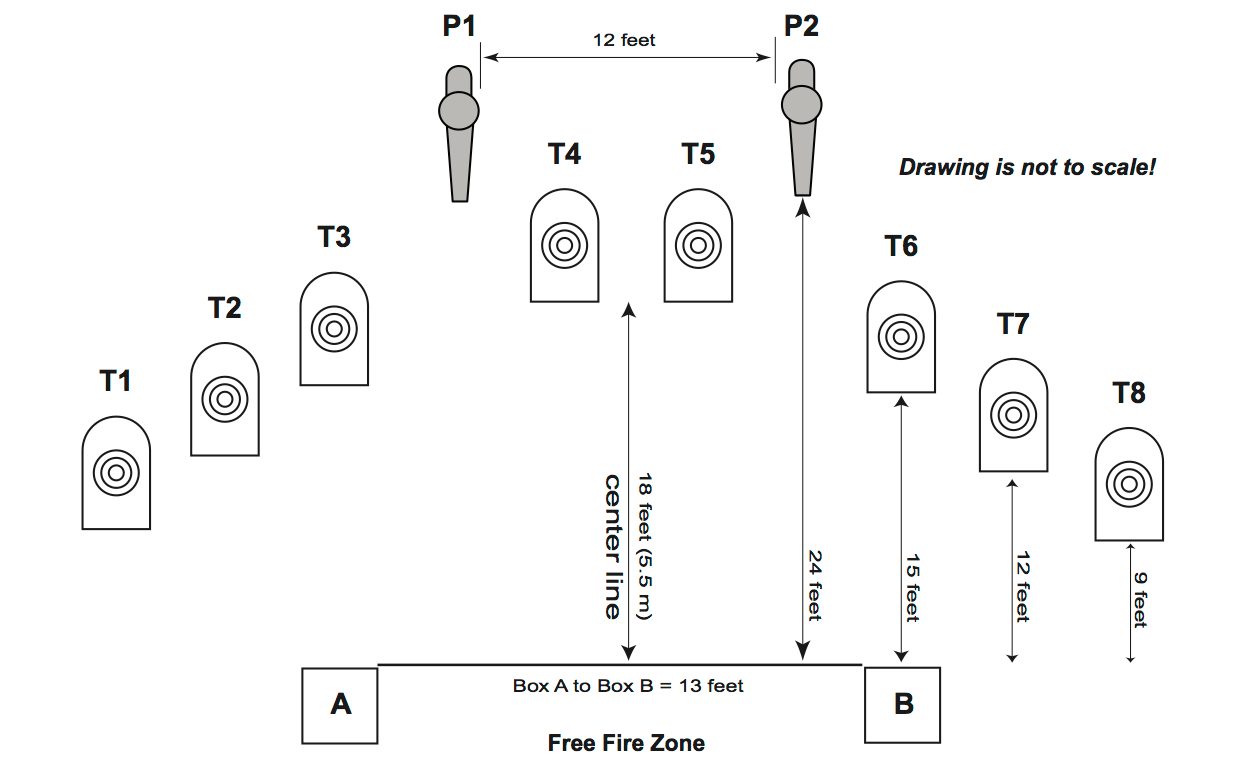 P1
12 feet
P2
T4
T5
Drawing is not to scale!
T3
T6
T2
T7
T1
T8
18 feet (5.5 m)
center line
24 feet
15 feet
12 feet
9 feet
A
Box A to Box B = 13 feet
B
Free Fire Zone